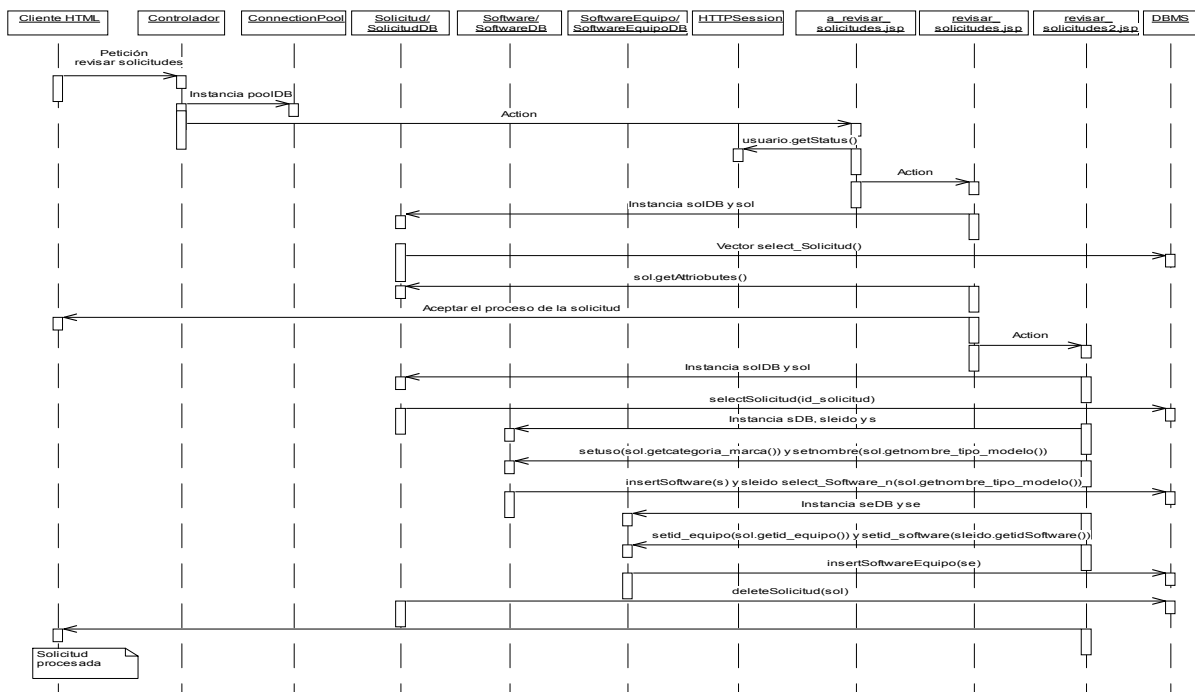 Cliente HTML
Controlador
ConnectionPool
Solicitud/
SolicitudDB
Software/
SoftwareDB
SoftwareEquipo/
SoftwareEquipoDB
HTTPSession
a_revisar_
solicitudes.jsp
revisar_
solicitudes.jsp
revisar_
solicitudes2.jsp
DBMS
Petición
revisar solicitudes
Instancia poolDB
Action
usuario.getStatus()
Action
Instancia solDB y sol
Vector select_Solicitud()
sol.getAttriobutes()
Aceptar el proceso de la solicitud
Action
Instancia solDB y sol
selectSolicitud(id_solicitud)
Instancia sDB, sleido y s
setuso(sol.getcategoria_marca()) y setnombre(sol.getnombre_tipo_modelo())
insertSoftware(s) y sleido select_Software_n(sol.getnombre_tipo_modelo())
Instancia seDB y se
setid_equipo(sol.getid_equipo()) y setid_software(sleido.getidSoftware())
insertSoftwareEquipo(se)
deleteSolicitud(sol)
Solicitud
procesada